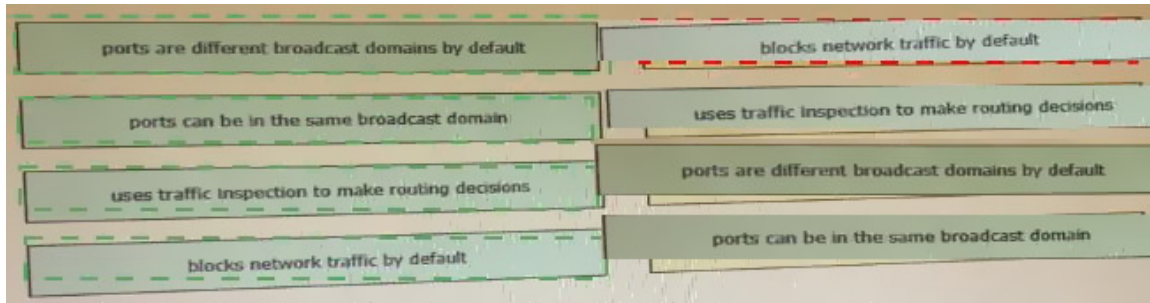 ports are different broadcast domains by default
blocks network traffic by default
ports can be in the same broadcast domain
uses traffic inspection to make routing decisions
uses traffic inspection to make routing decisions
ports are different broadcast domains by default
blocks network traffic by default
ports can be in the same broadcast domain